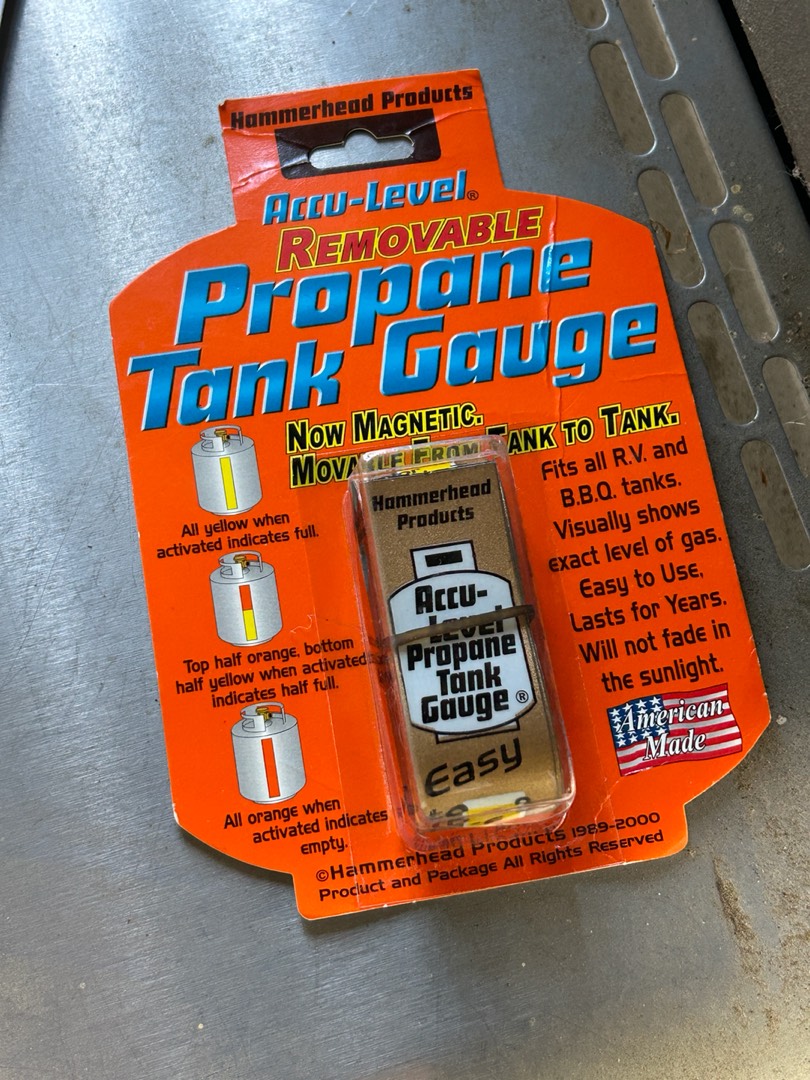 Hammerhead Products
Accu-Level®
Removable
Propane
Tank Gauge
Now Magnetic.
Movable From Tank to Tank.
All yellow when
activated indicates full.
Top half orange, bottom
half yellow when activated
indicates half full.
All orange when
activated indicates
empty.
Fits all R.V. and
B.B.Q. tanks.
Visually shows
exact level of gas.
Easy to Use,
Lasts for Years.
Will not fade in
the sunlight.
American
Made
Hammerhead
Products
Accu-
Level
Propane
Tank
Gauge®
Easy
©Hammerhead Products 1989-2000
Product and Package All Rights Reserved